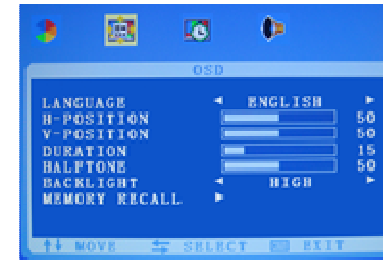 OSD
LANGUAGE ENGLISH
H-POSITION 50
V-POSITION 50
DURATION 15
HALFTONE 50
BACKLIGHT HIGH
MEMORY RECALL
MOVE SELECT EXIT